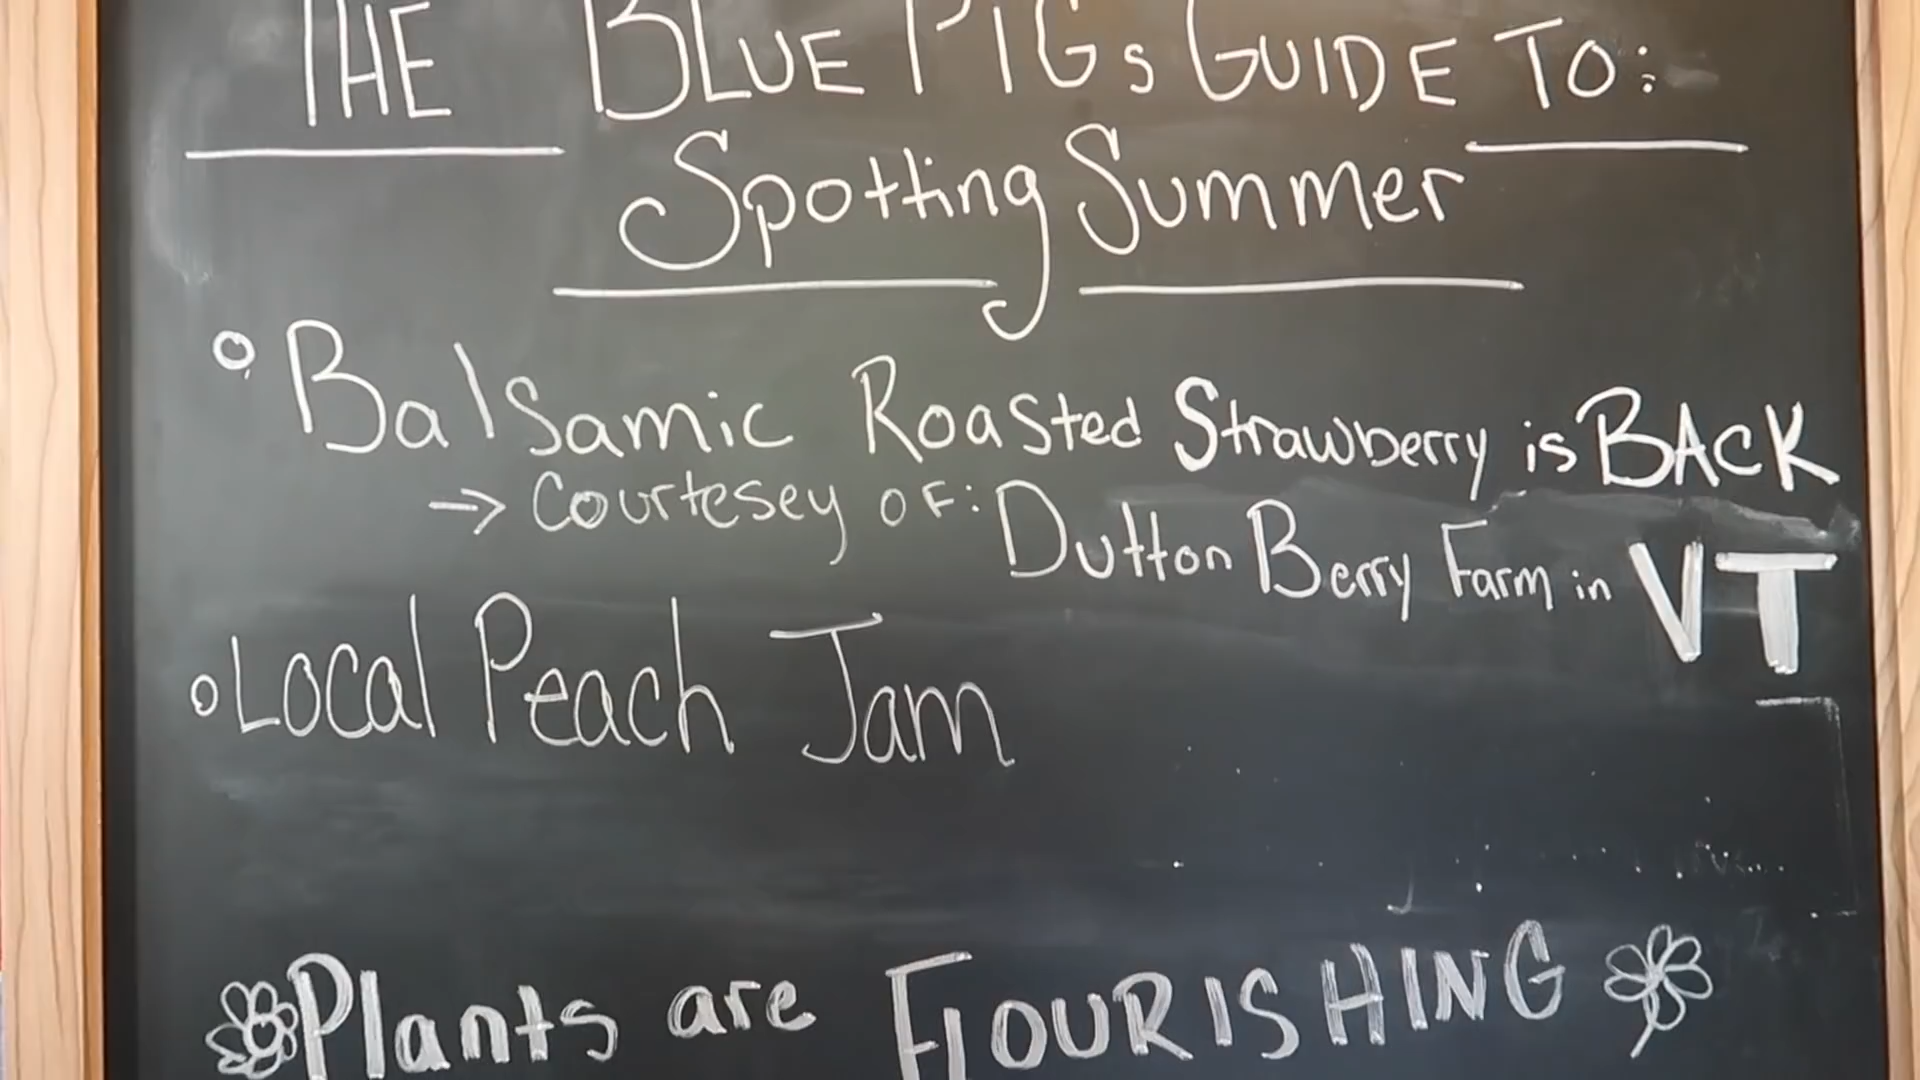 THE BLUE PIGs GUIDE TO:
Spotting Summer
Balsamic Roasted Strawberry is BACK
→ Courtesey OF: Dutton Berry Farm in VT
Local Peach Jam
Plants are FlOURISHING